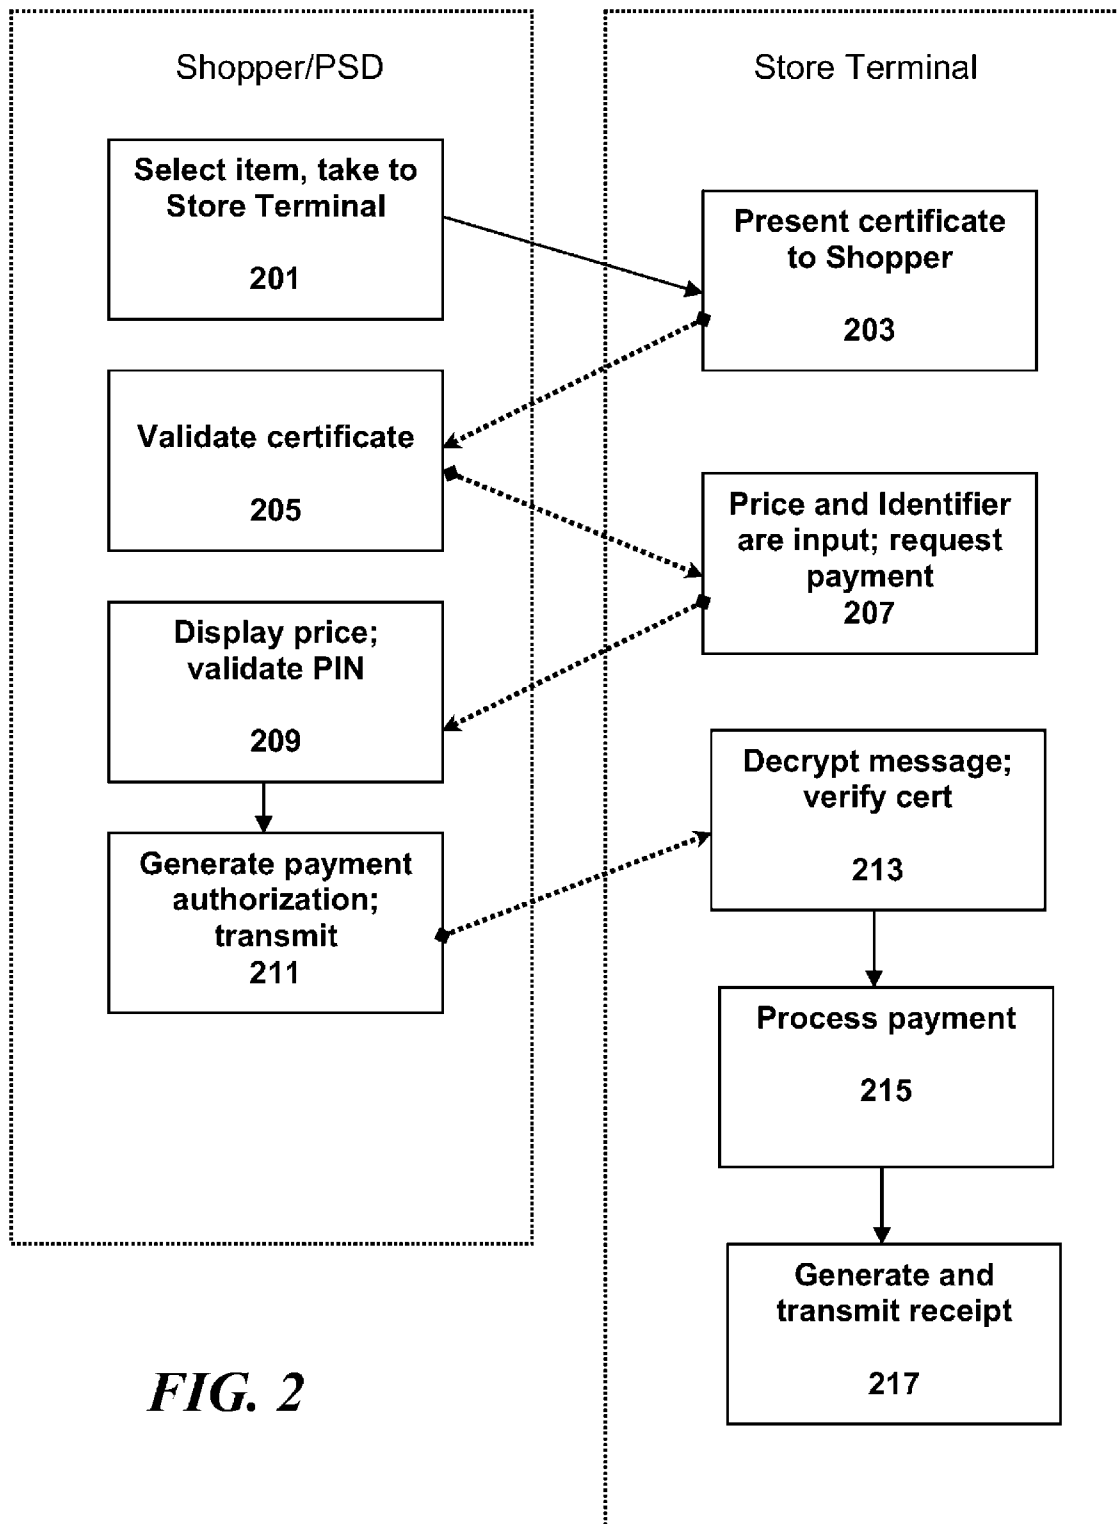 Shopper/PSD
Store Terminal
Select item, take to
Store Terminal
201
Present certificate
to Shopper
203
Validate certificate
205
Price and Identifier
are input; request
payment
207
Display price;
validate PIN
209
Decrypt message;
verify cert
213
Generate payment
authorization;
transmit
211
Process payment
215
Generate and
transmit receipt
217
FIG. 2